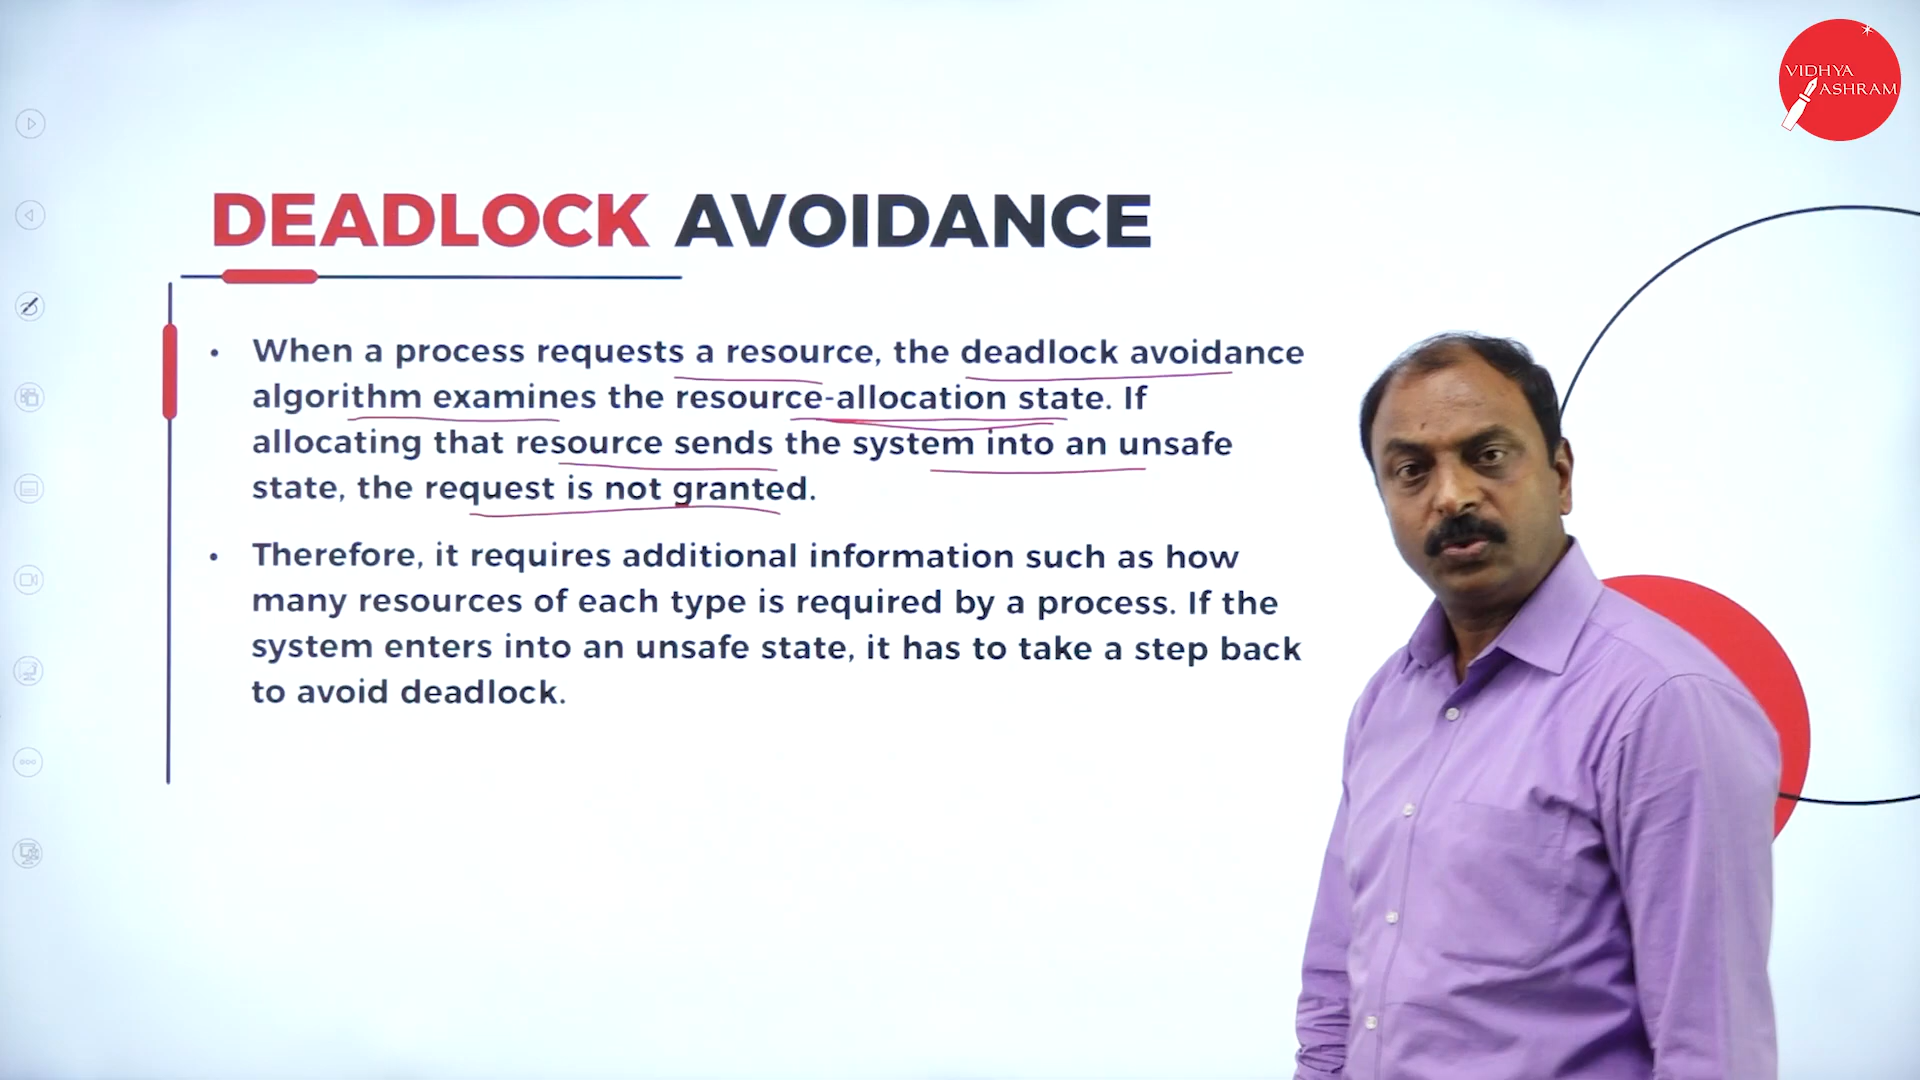 VIDHYA
ASHRAM
DEADLOCK AVOIDANCE
• When a process requests a resource, the deadlock avoidance
algorithm examines the resource-allocation state. If
allocating that resource sends the system into an unsafe
state, the request is not granted.
• Therefore, it requires additional information such as how
many resources of each type is required by a process. If the
system enters into an unsafe state, it has to take a step back
to avoid deadlock.